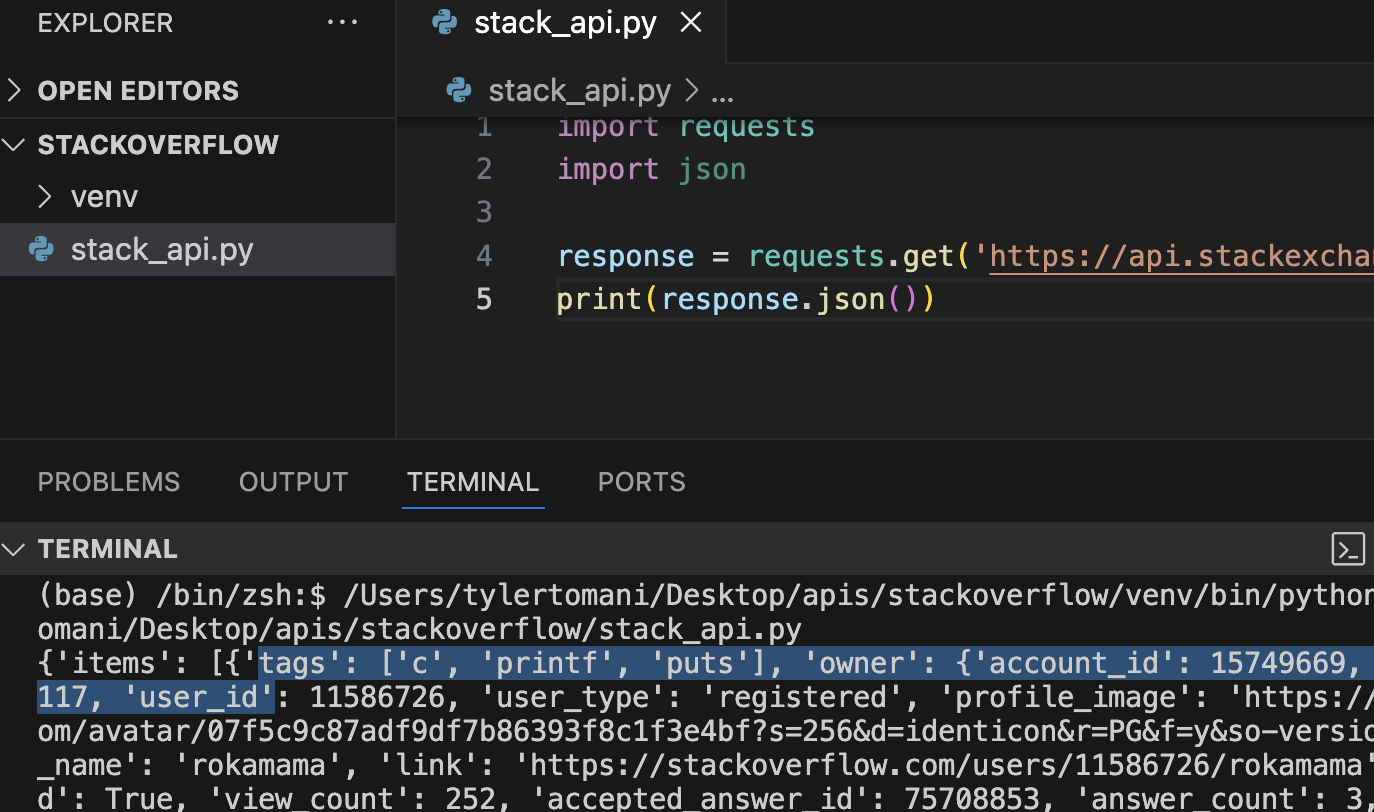 EXPLORER ...
stack_api.py
OPEN EDITORS
stack_api.py > ...
STACKOVERFLOW
venv
stack_api.py
1 import requests
2 import json
3
4 response = requests.get('https://api.stackexcha
5 print(response.json())
PROBLEMS OUTPUT TERMINAL PORTS
TERMINAL
(base) /bin/zsh:$ /Users/tylertomani/Desktop/apis/stackoverflow/venv/bin/python
omani/Desktop/apis/stackoverflow/stack_api.py
{'items': [{'tags': ['c', 'printf', 'puts'], 'owner': {'account_id': 15749669,
117, 'user_id': 11586726, 'user_type': 'registered', 'profile_image': 'https://
om/avatar/07f5c9c87adf9df7b86393f8c1f3e4bf?s=256&d=identicon&r=PG&f=y&so-versio
_name': 'rokamama', 'link': 'https://stackoverflow.com/users/11586726/rokamama'
d': True, 'view_count': 252, 'accepted_answer_id': 75708853, 'answer_count': 3,